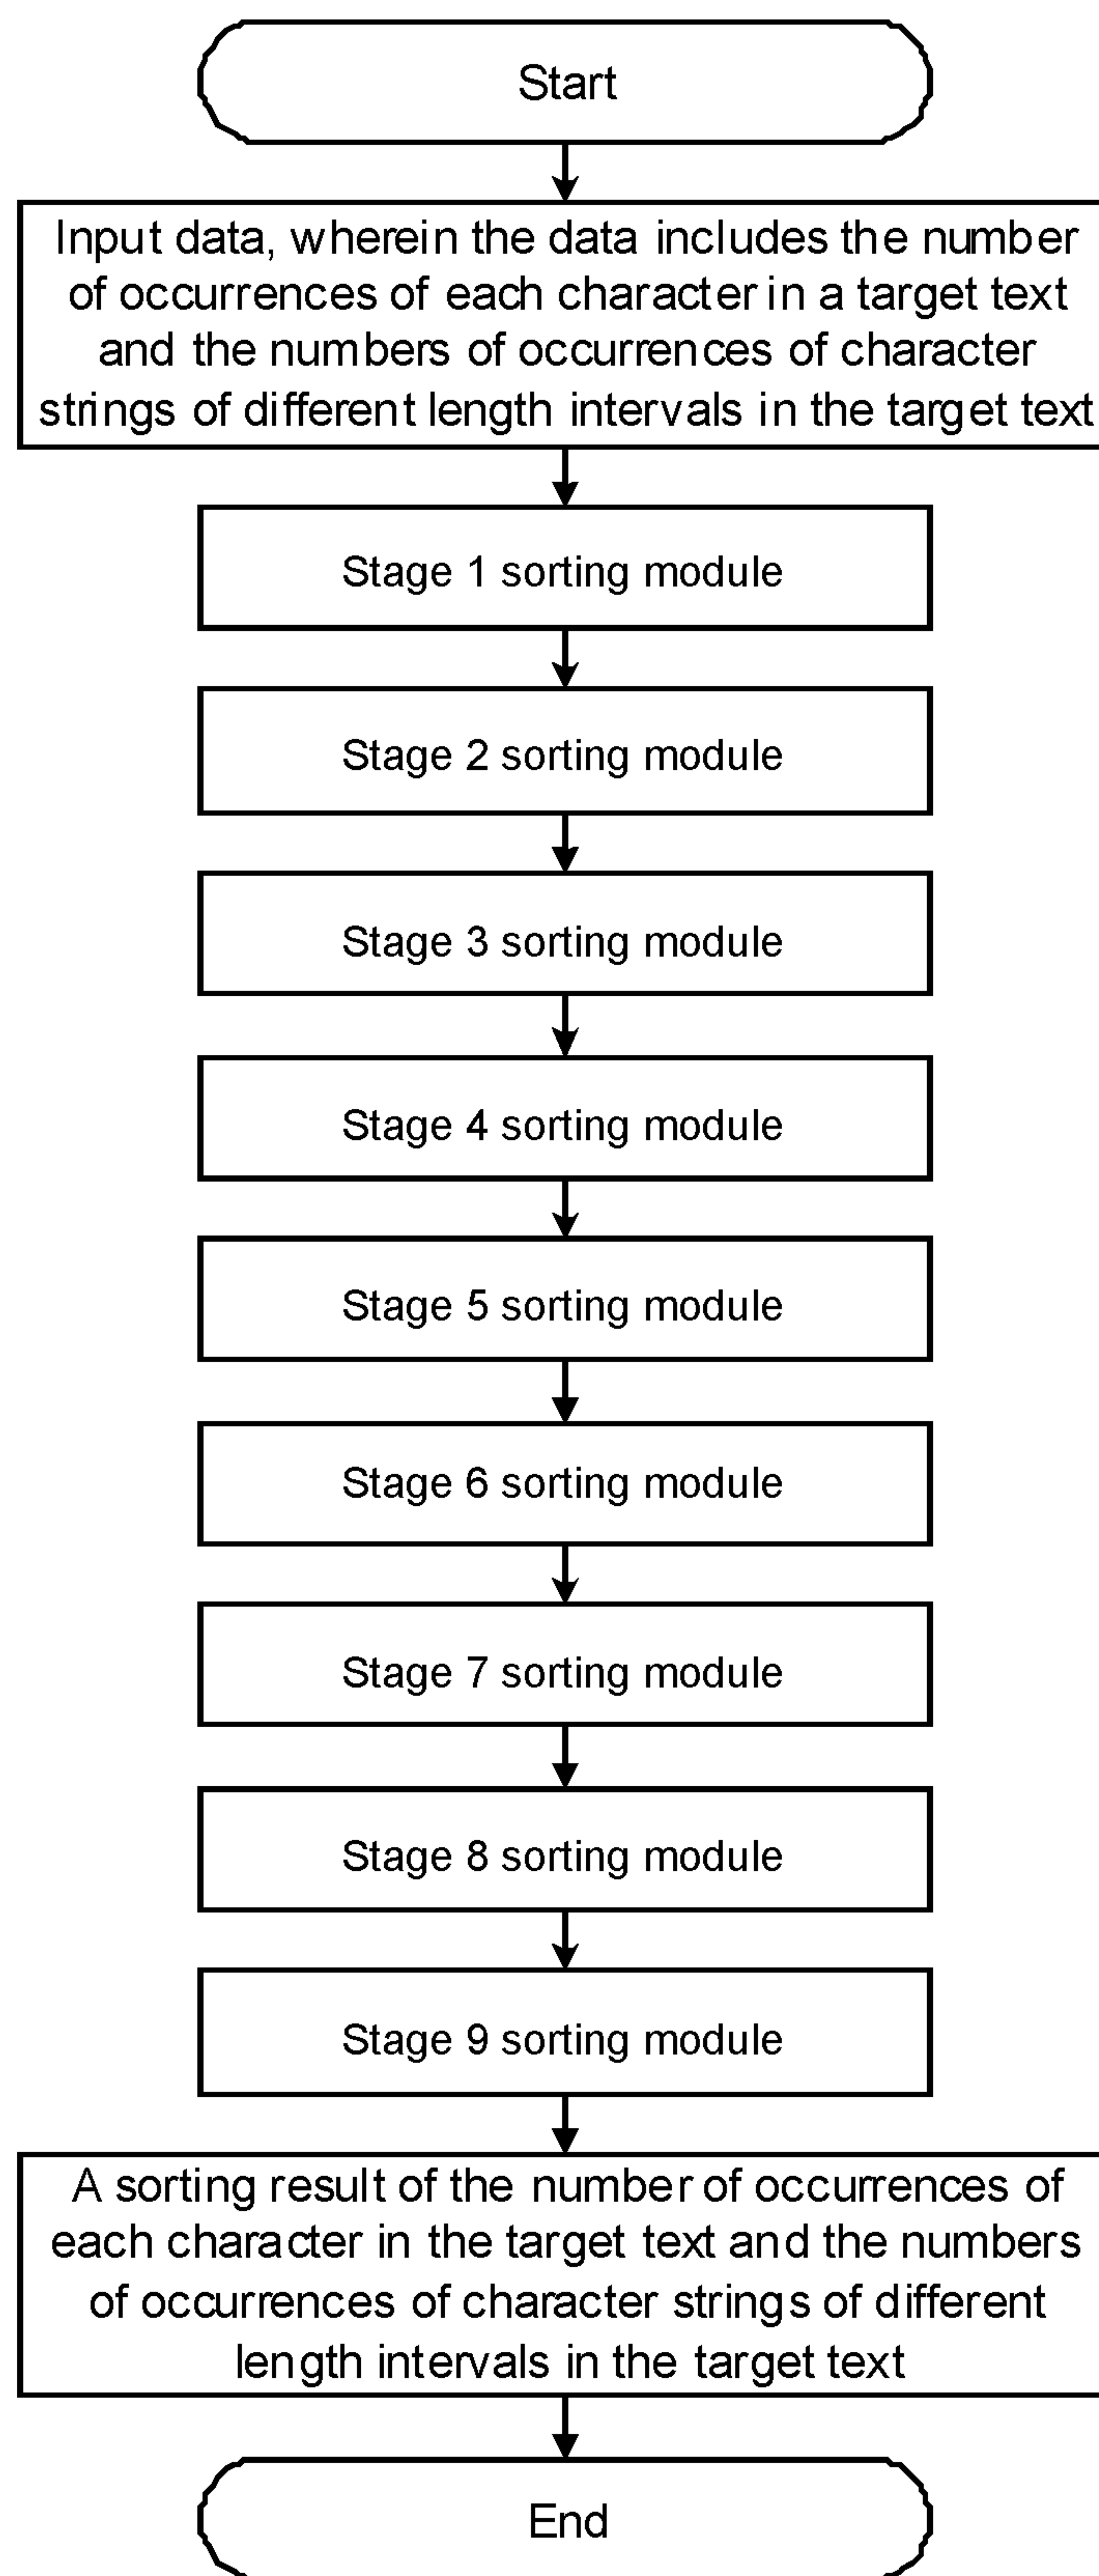 Start
Input data, wherein the data includes the number
of occurrences of each character in a target text
and the numbers of occurrences of character
strings of different length intervals in the target text
Stage 1 sorting module
Stage 2 sorting module
Stage 3 sorting module
Stage 4 sorting module
Stage 5 sorting module
Stage 6 sorting module
Stage 7 sorting module
Stage 8 sorting module
Stage 9 sorting module
A sorting result of the number of occurrences of
each character in the target text and the numbers
of occurrences of character strings of different
length intervals in the target text
End